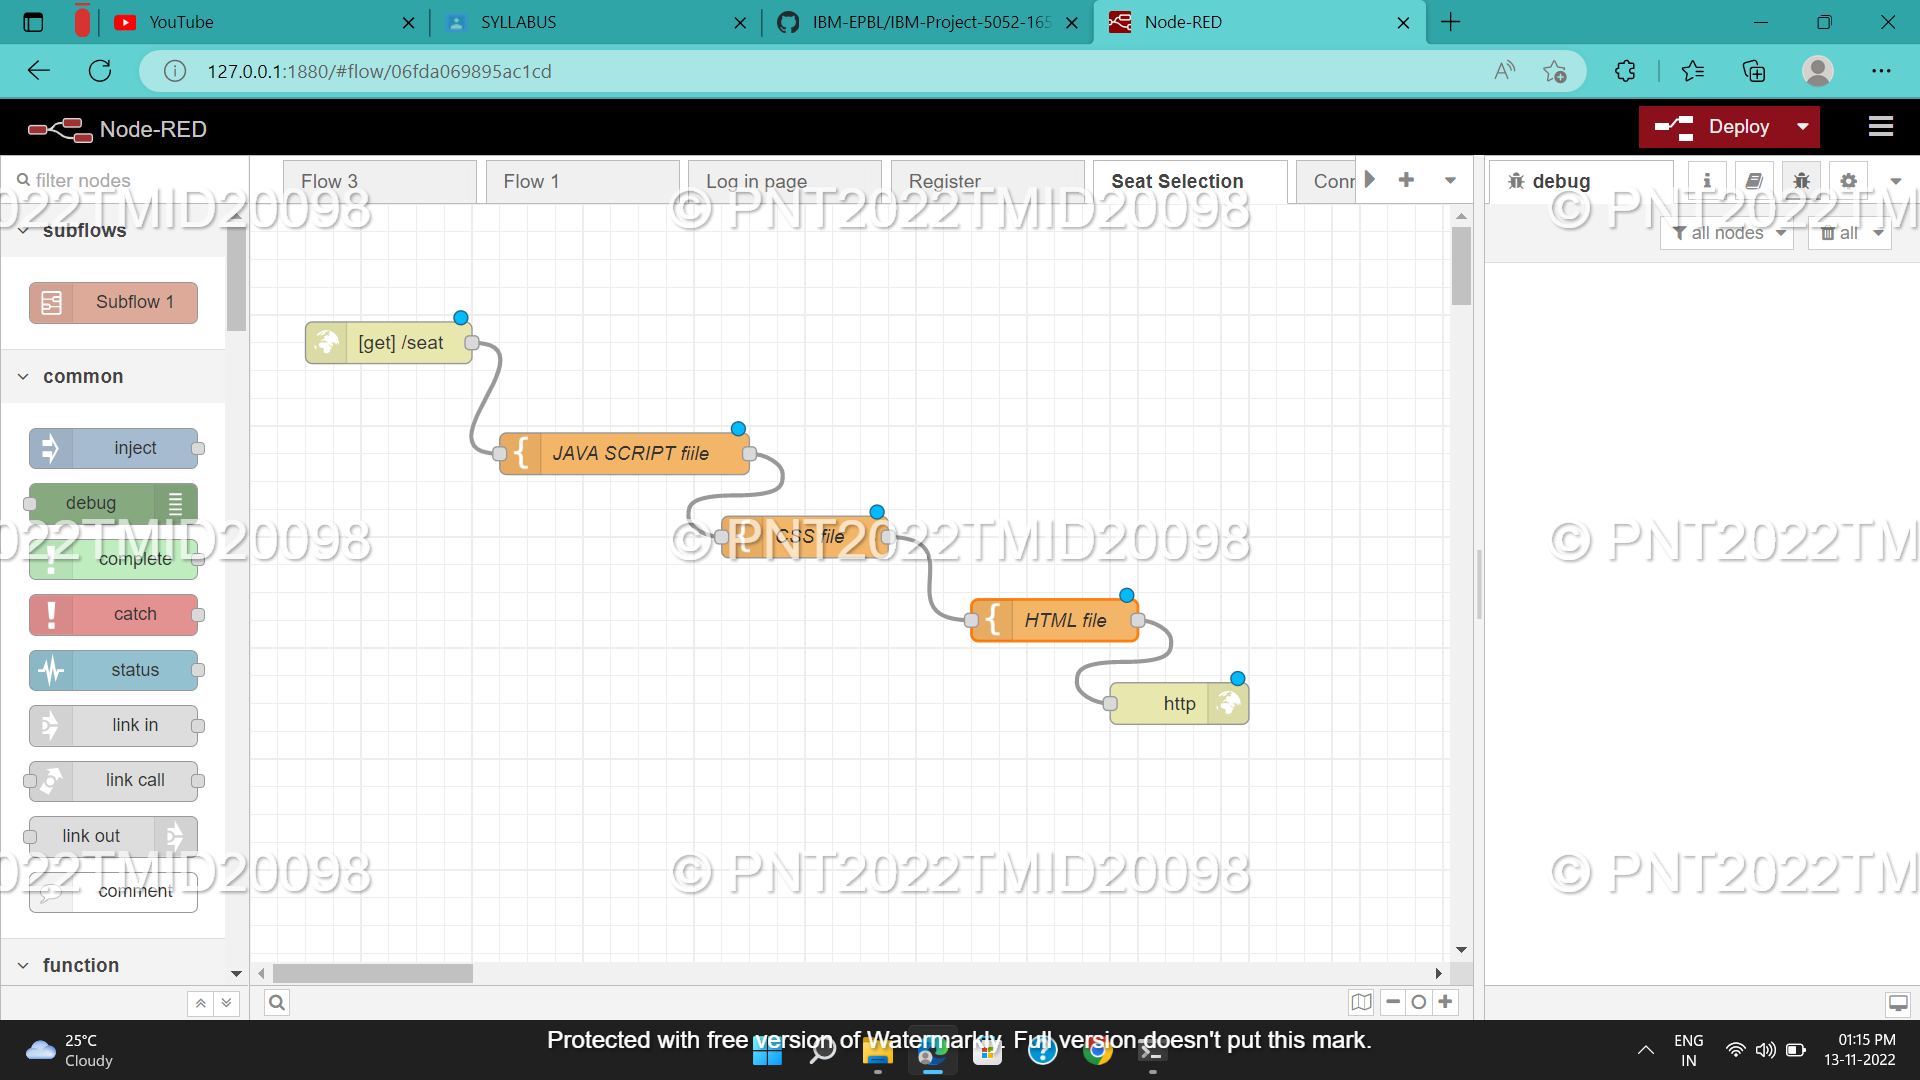 YouTube
SYLLABUS
IBM-EPBL/IBM-Project-5052-165
Node-RED
127.0.0.1:1880/#flow/06fda069895ac1cd
Node-RED
Deploy
filter nodes
Flow 3
Flow 1
Log in page
Register
Seat Selection
Conr
debug
all nodes
all
subflows
Subflow 1
common
inject
debug
complete
catch
status
link in
link call
link out
comment
function
[get] /seat
JAVA SCRIPT fiile
CSS file
HTML file
http
022TMID20098
© PNT2022TMID20098
© PNT2022TM
022TMID20098
© PNT2022TMID20098
© PNT2022TM
022TMID20098
© PNT2022TMID20098
© PNT2022TM
Protected with free version of Watermarkly. Full version doesn't put this mark.
25°C
Cloudy
ENG
IN
01:15 PM
13-11-2022